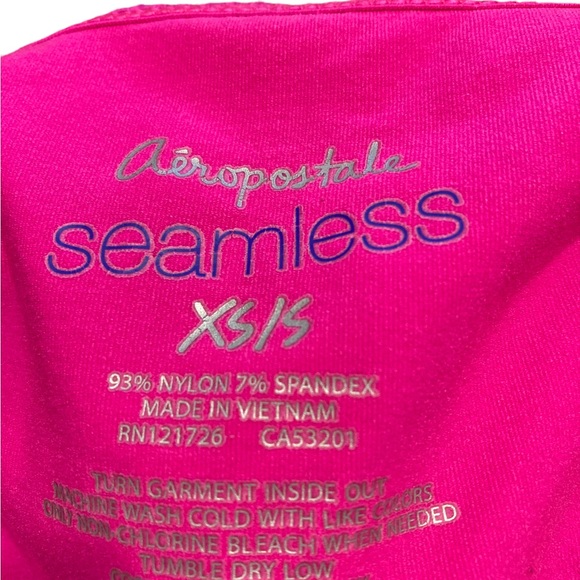 Aéropostale
seamless
XS/S
93% NYLON 7% SPANDEX
MADE IN VIETNAM
RN121726 CA53201
TURN GARMENT INSIDE OUT
MACHINE WASH COLD WITH LIKE COLOURS
ONLY NON-CHLORINE BLEACH WHEN NEEDED
TUMBLE DRY LOW